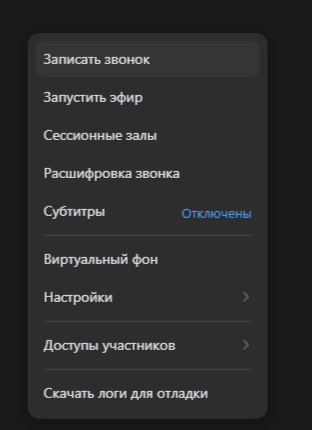 Записать звонок
Запустить эфир
Сессионные залы
Расшифровка звонка
Субтитры Отключены
Виртуальный фон
Настройки
Доступы участников
Скачать логи для отладки